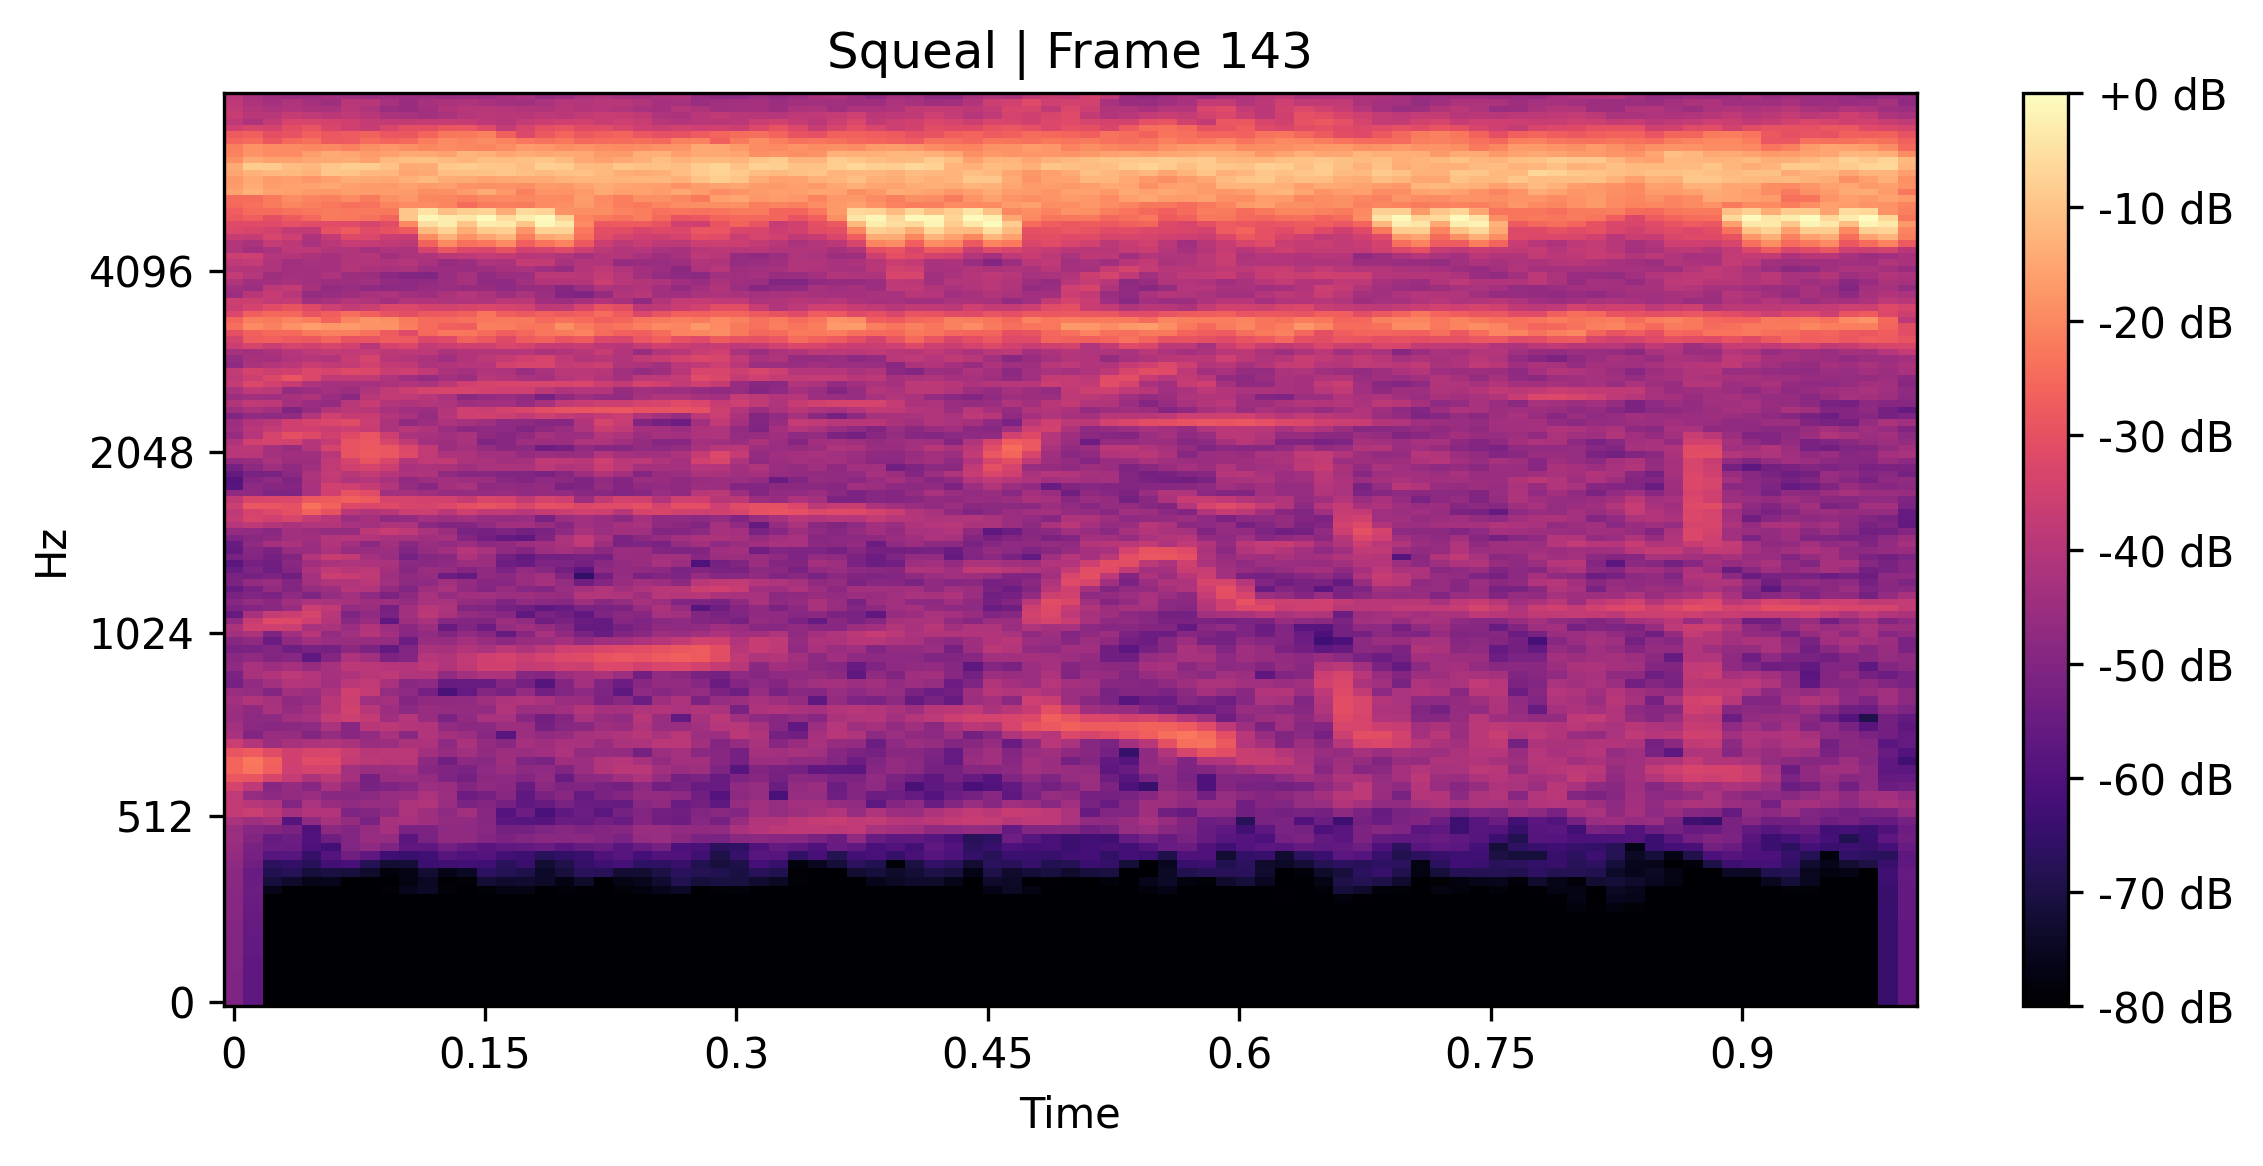 Squeal | Frame 143
Hz
4096
2048
1024
512
0
0 0.15 0.3 0.45 0.6 0.75 0.9
Time
+0 dB
-10 dB
-20 dB
-30 dB
-40 dB
-50 dB
-60 dB
-70 dB
-80 dB